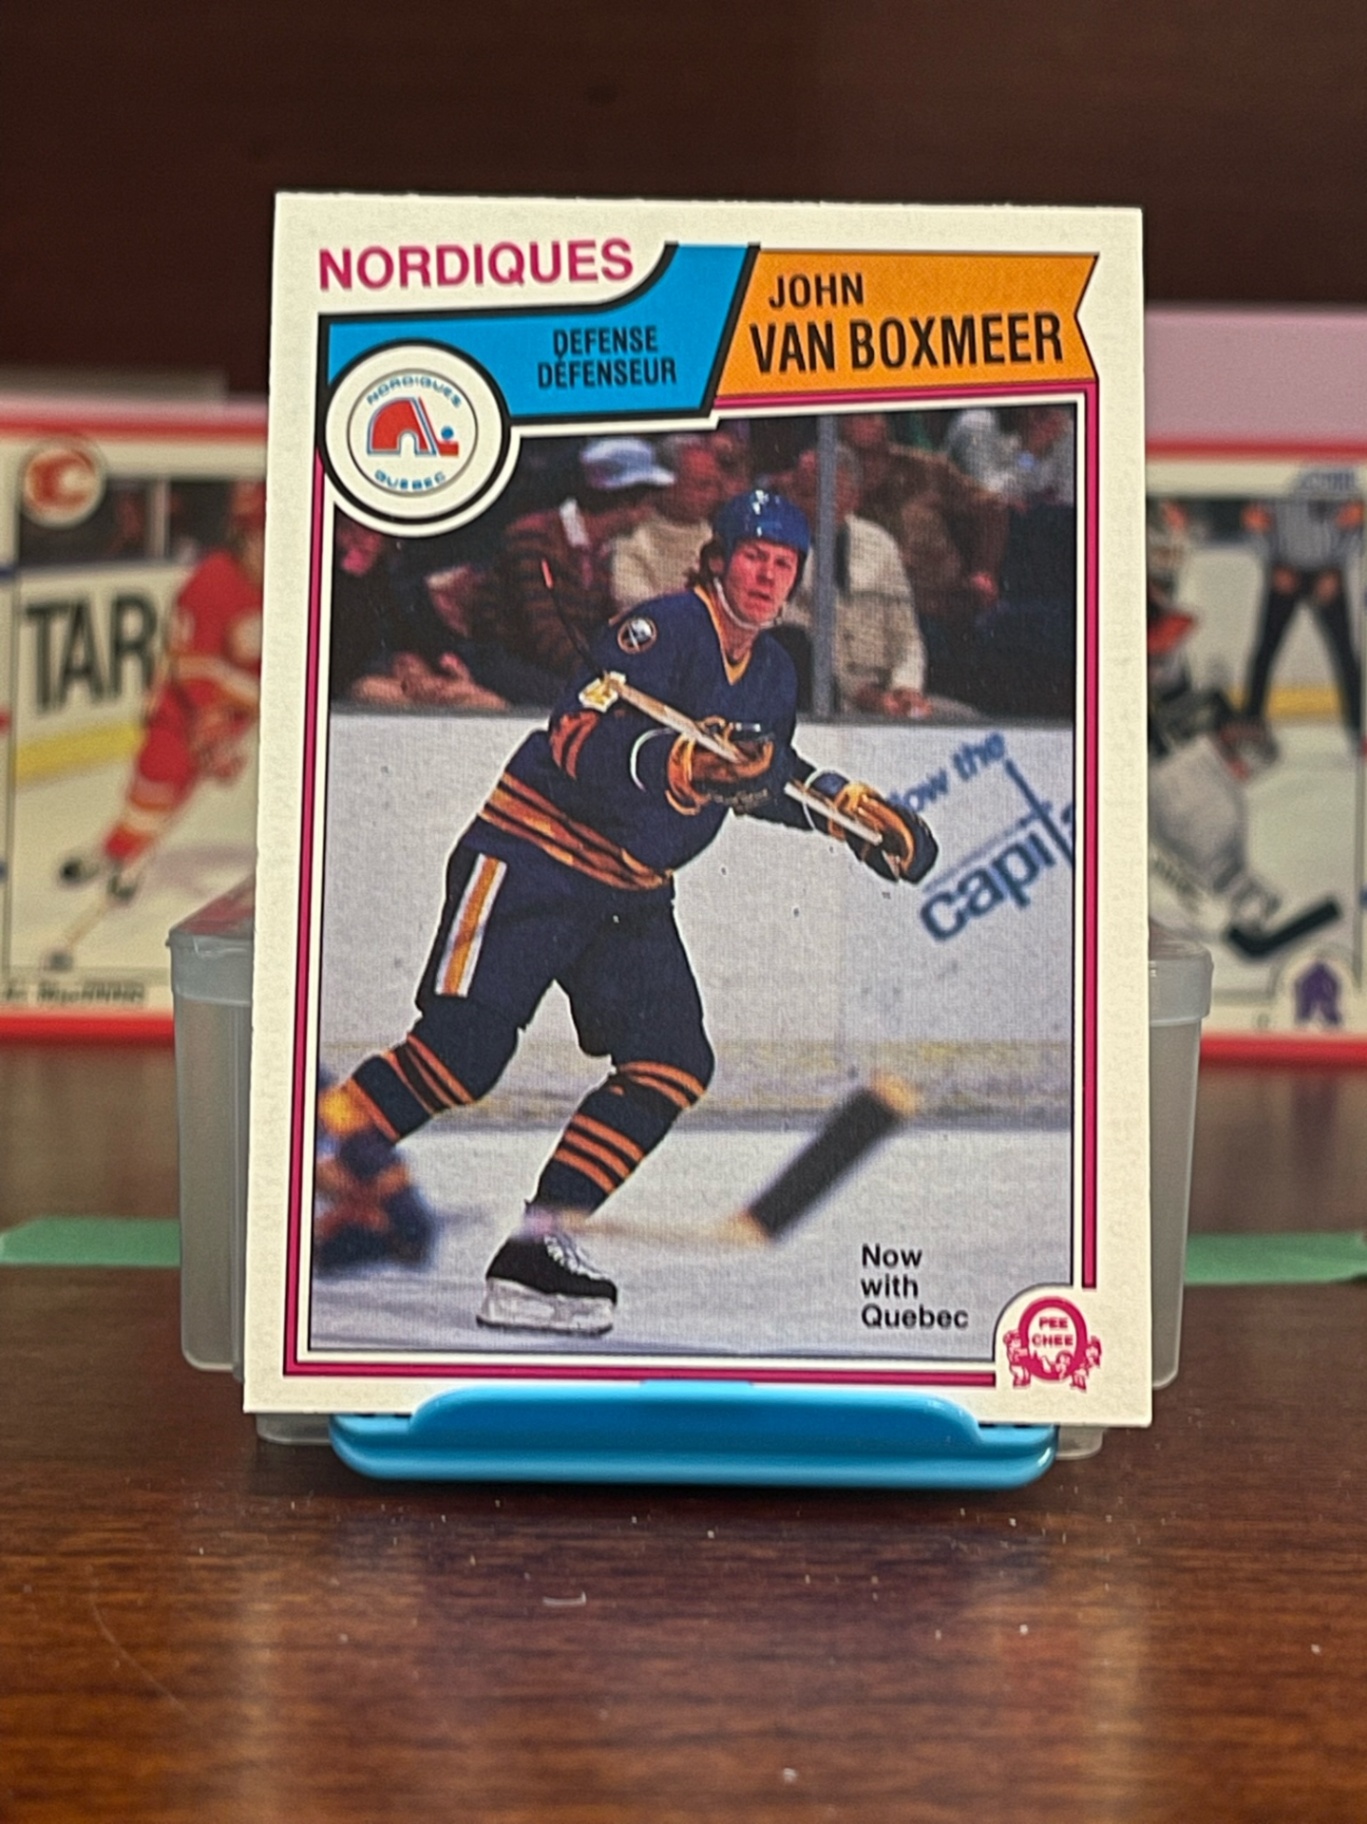 NORDIQUES
JOHN
VAN BOXMEER
DEFENSE
DÉFENSEUR
NORDIQUES
QUEBEC
TAR
low the
capit
Now
with
Quebec
PEE
CHEE